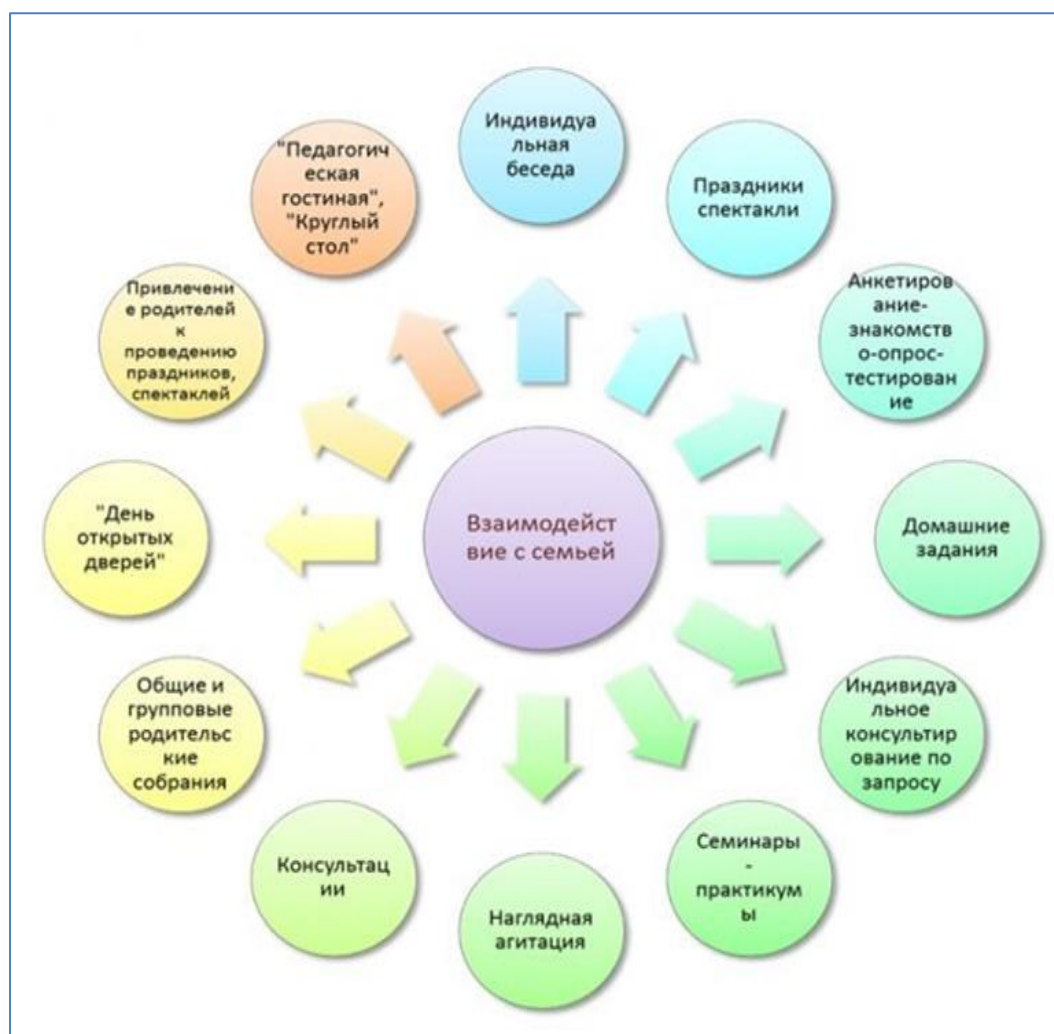 Индивидуа
льная
беседа
Праздники
спектакли
Анкетиров
ание-
знакомств
о-опрос-
тестирован
ие
Домашние
задания
Индивидуа
льное
консультир
ование по
запросу
Семинары
-
практикум
ы
Наглядная
агитация
Консультац
ии
Общие и
групповые
родительс
кие
собрания
"День
открытых
дверей"
Привлечени
е родителей
к
проведению
праздников,
спектаклей
"Педагогич
еская
гостиная",
"Круглый
стол"
Взаимодейст
вие с семьей